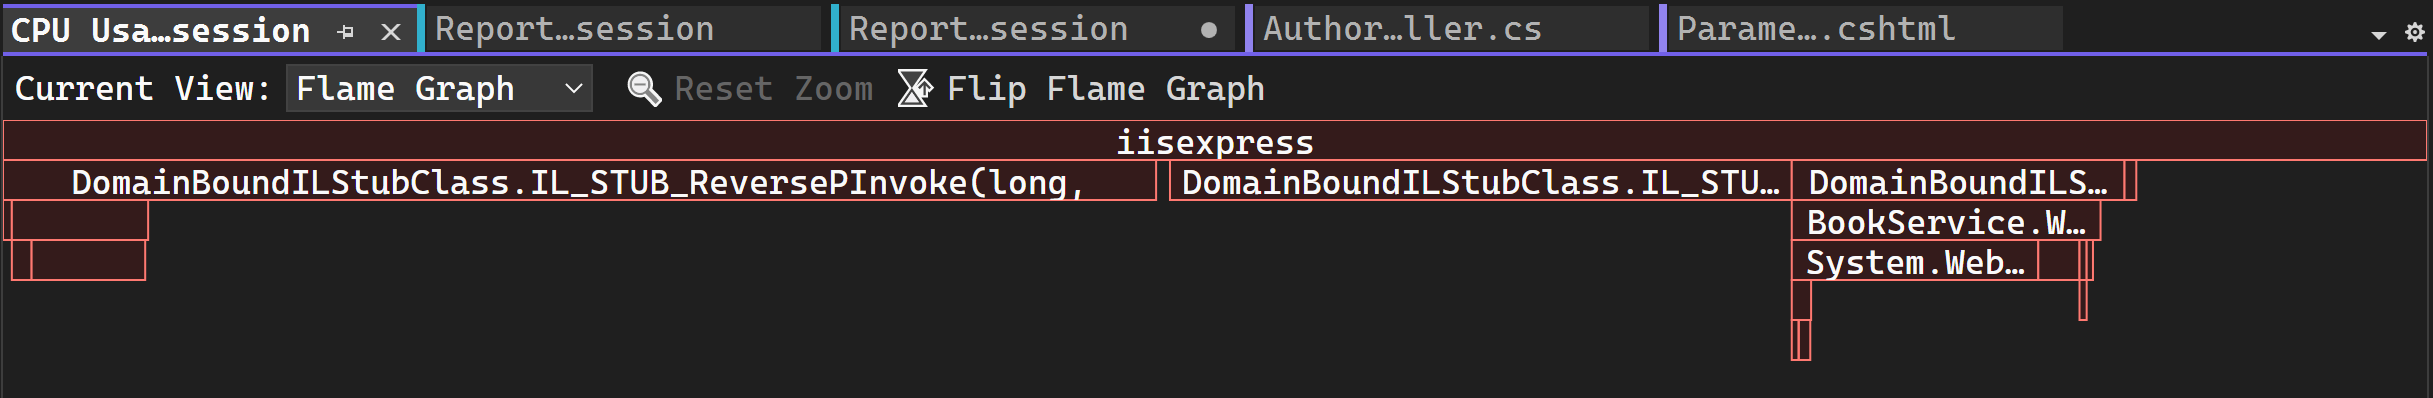 CPU Usa…session Report…session Report…session Author…ller.cs Parame….cshtml
Current View: Flame Graph Reset Zoom Flip Flame Graph
iisexpress
DomainBoundILStubClass.IL_STUB_ReversePInvoke(long, DomainBoundILStubClass.IL_STU… DomainBoundILS…
BookService.W…
System.Web…